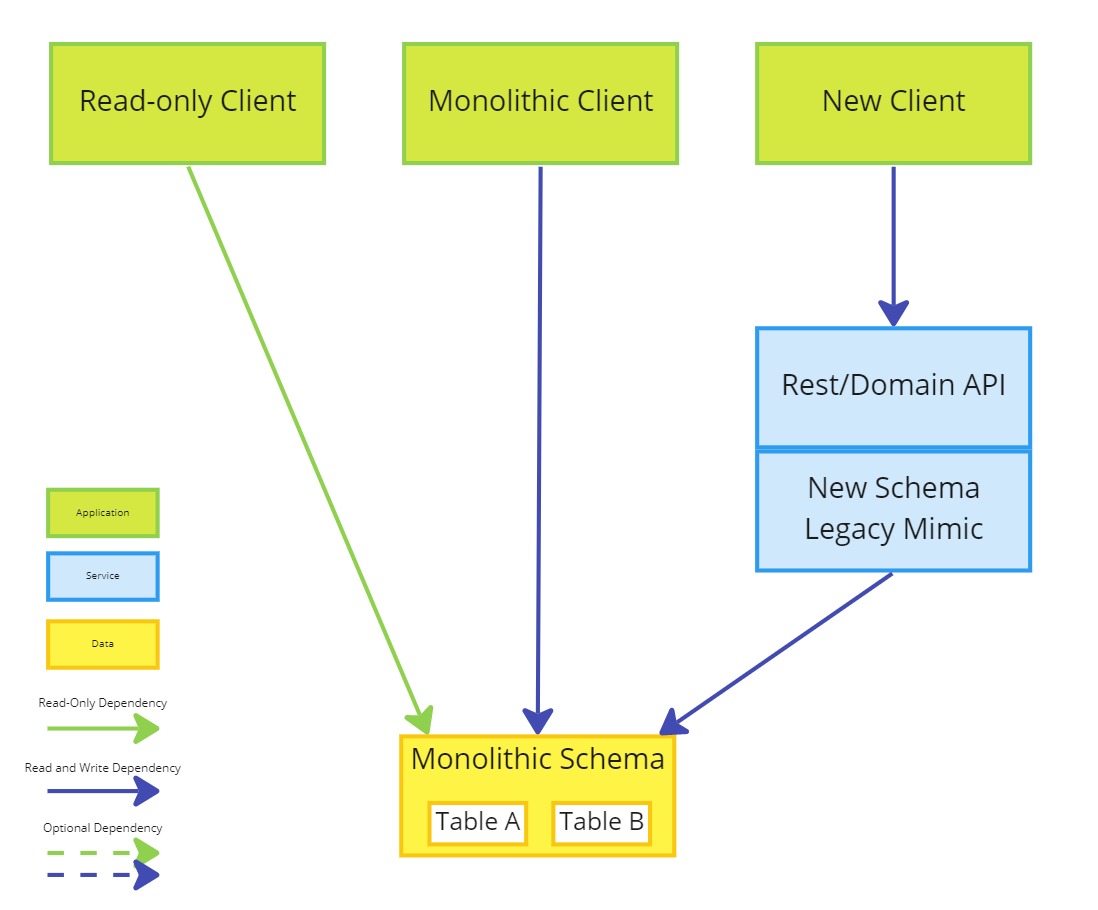 Read-only Client
Monolithic Client
New Client
Rest/Domain API
New Schema
Legacy Mimic
Application
Service
Data
Read-Only Dependency
Read and Write Dependency
Optional Dependency
Monolithic Schema
Table A
Table B